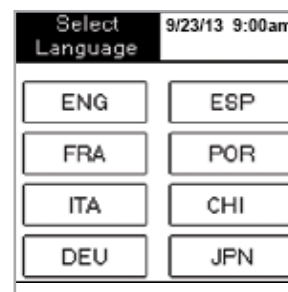 Select
Language
9/23/13 9:00am
ENG ESP
FRA POR
ITA CHI
DEU JPN